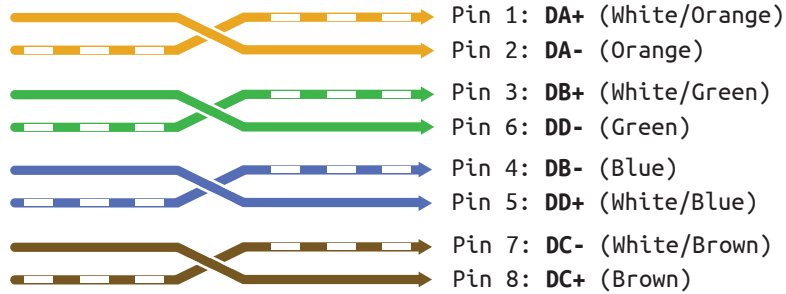 Pin 1: DA+ (White/Orange)
Pin 2: DA- (Orange)
Pin 3: DB+ (White/Green)
Pin 6: DD- (Green)
Pin 4: DB- (Blue)
Pin 5: DD+ (White/Blue)
Pin 7: DC- (White/Brown)
Pin 8: DC+ (Brown)